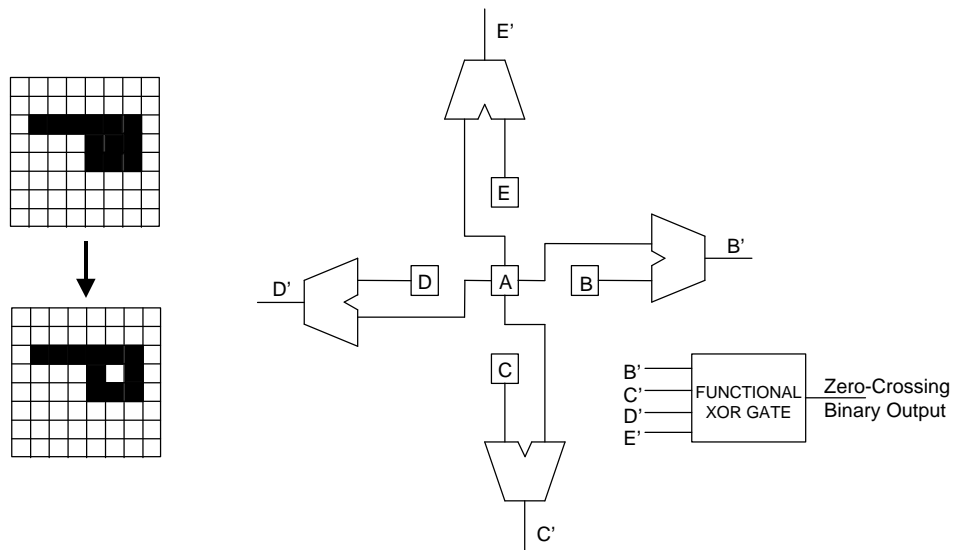 E’
E
D’
D
A
B
B’
C
C’
B’
C’
D’
E’
FUNCTIONAL
XOR GATE
Zero-Crossing
Binary Output